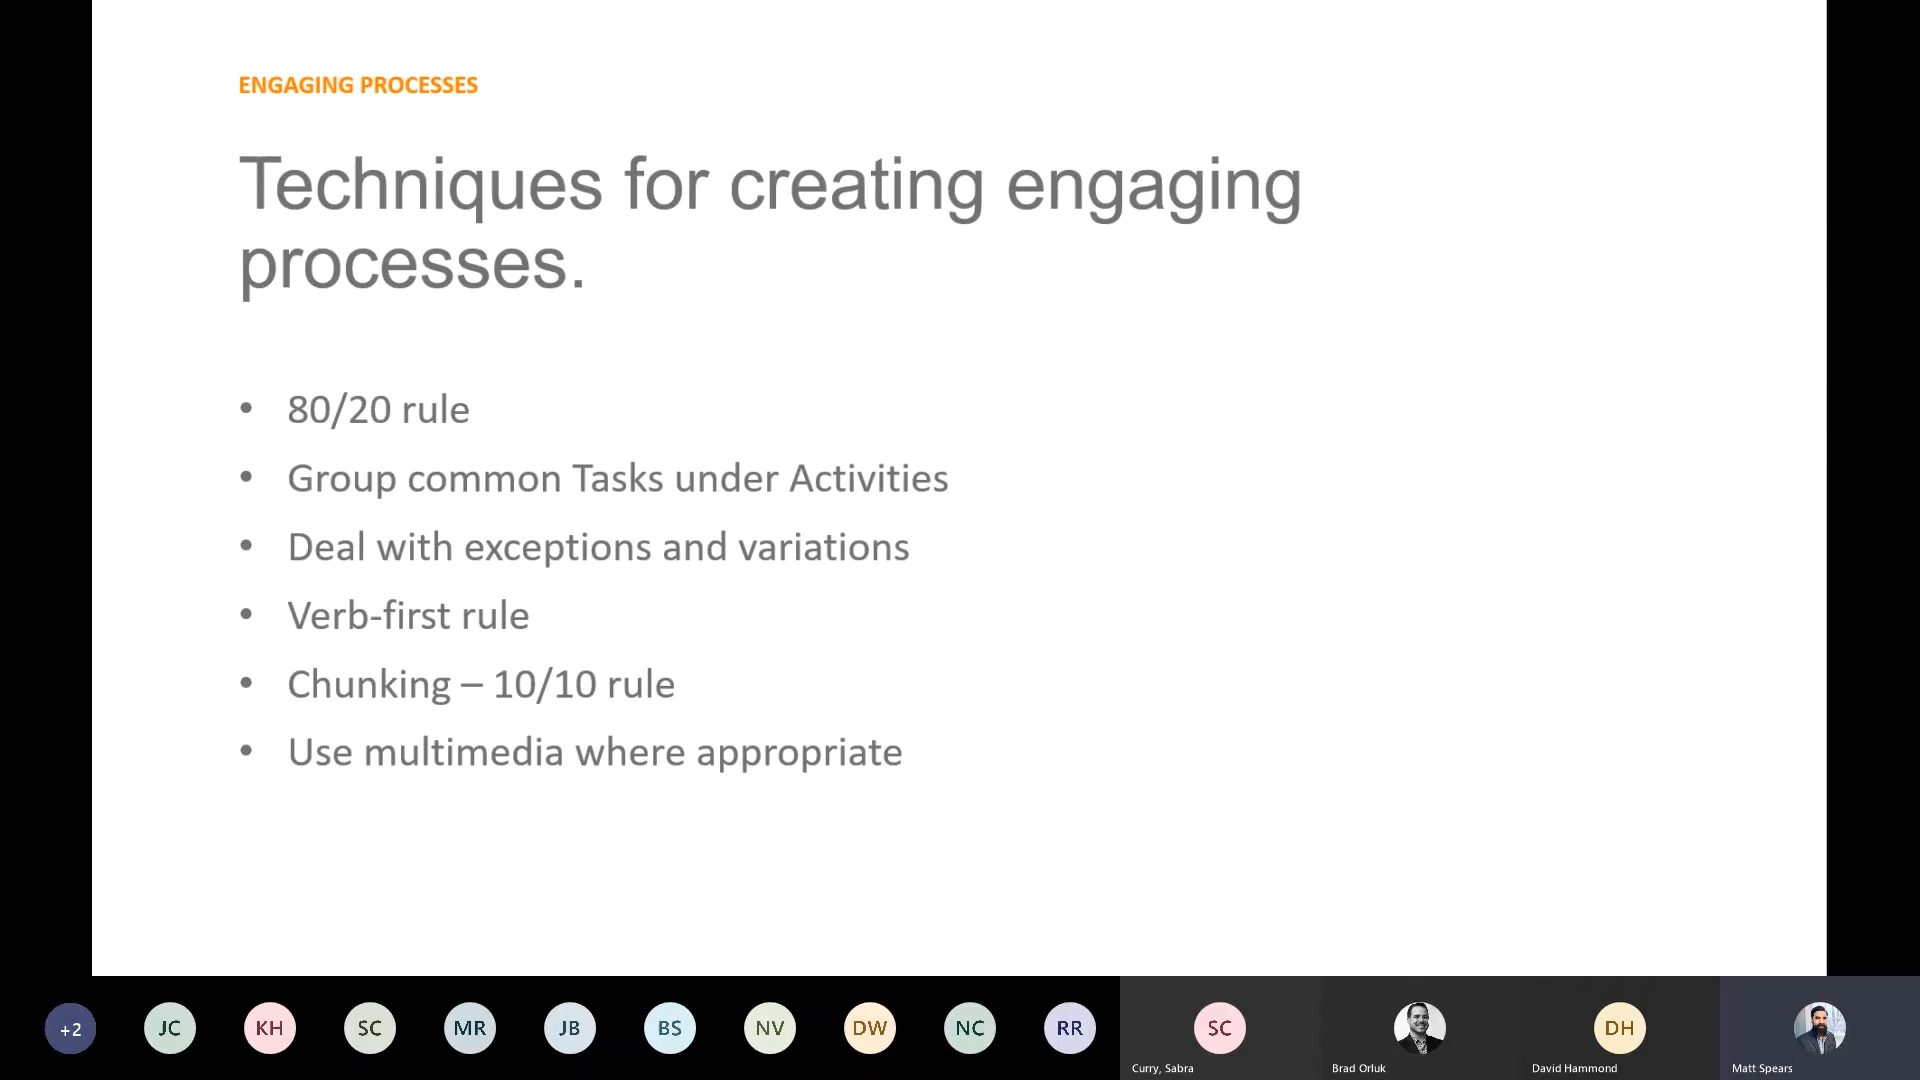 ENGAGING PROCESSES
Techniques for creating engaging
processes.
• 80/20 rule
• Group common Tasks under Activities
• Deal with exceptions and variations
• Verb-first rule
• Chunking – 10/10 rule
• Use multimedia where appropriate
+2
JC
KH
SC
MR
JB
BS
NV
DW
NC
RR
SC
DH
Curry, Sabra
Brad Orluk
David Hammond
Matt Spears